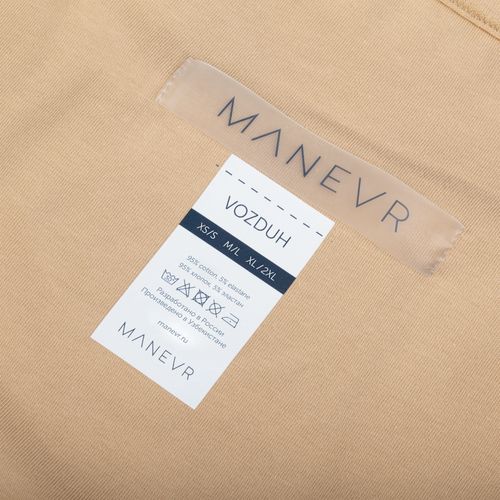 MANEVR
VOZDUH
XS/S M/L XL/2XL
95% cotton, 5% elastane
95% хлопок, 5% эластан
Разработано в России
Произведено в Узбекистане
manevr.ru
MANEVR